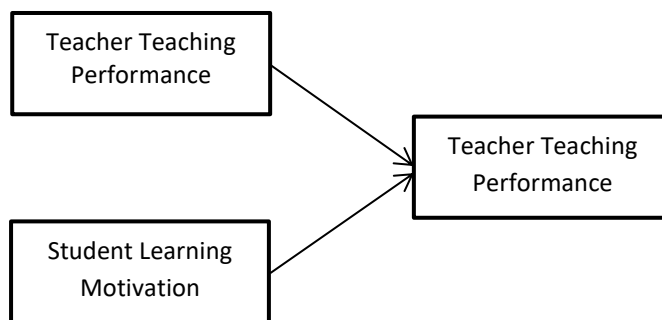 Teacher Teaching
Performance
Teacher Teaching
Performance
Student Learning
Motivation